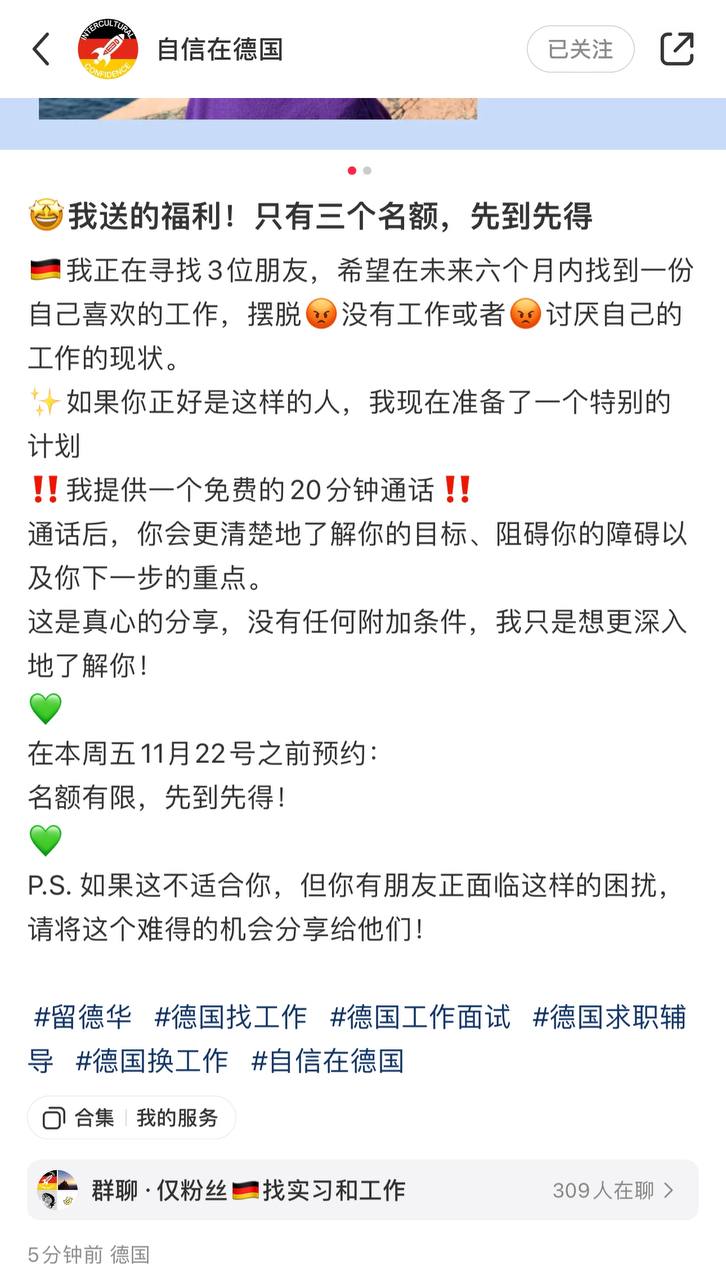 INTERCULTURAL
CONFIDENCE
自信在德国
已关注
🤩我送的福利！只有三个名额，先到先得
🇩🇪我正在寻找3位朋友，希望在未来六个月内找到一份
自己喜欢的工作，摆脱😡没有工作或者😡讨厌自己的
工作的现状。
✨如果你正好是这样的人，我现在准备了一个特别的
计划
‼️我提供一个免费的20分钟通话‼️
通话后，你会更清楚地了解你的目标、阻碍你的障碍以
及你下一步的重点。
这是真心的分享，没有任何附加条件，我只是想更深入
地了解你！
💚
在本周五11月22号之前预约：
名额有限，先到先得！
💚
P.S. 如果这不适合你，但你有朋友正面临这样的困扰，
请将这个难得的机会分享给他们！
#留德华 #德国找工作 #德国工作面试 #德国求职辅
导 #德国换工作 #自信在德国
合集 | 我的服务
群聊 · 仅粉丝🇩🇪找实习和工作 309人在聊
5分钟前 德国